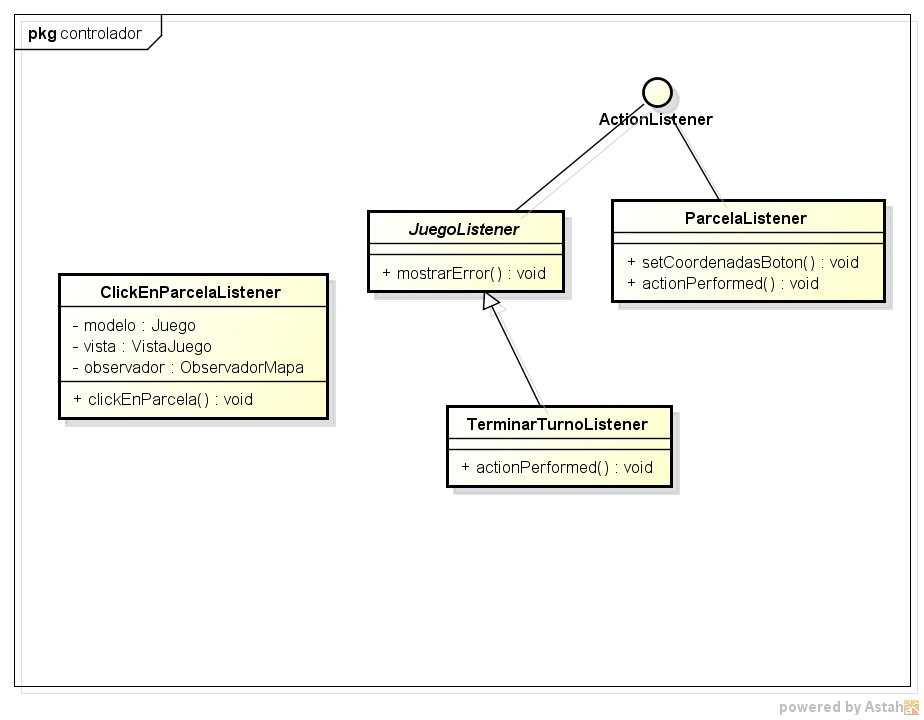 pkg controlador
ActionListener
JuegoListener
+ mostrarError() : void
ParcelaListener
+ setCoordenadasBoton() : void
+ actionPerformed() : void
ClickEnParcelaListener
- modelo : Juego
- vista : VistaJuego
- observador : ObservadorMapa
+ clickEnParcela() : void
TerminarTurnoListener
+ actionPerformed() : void
powered by Astah